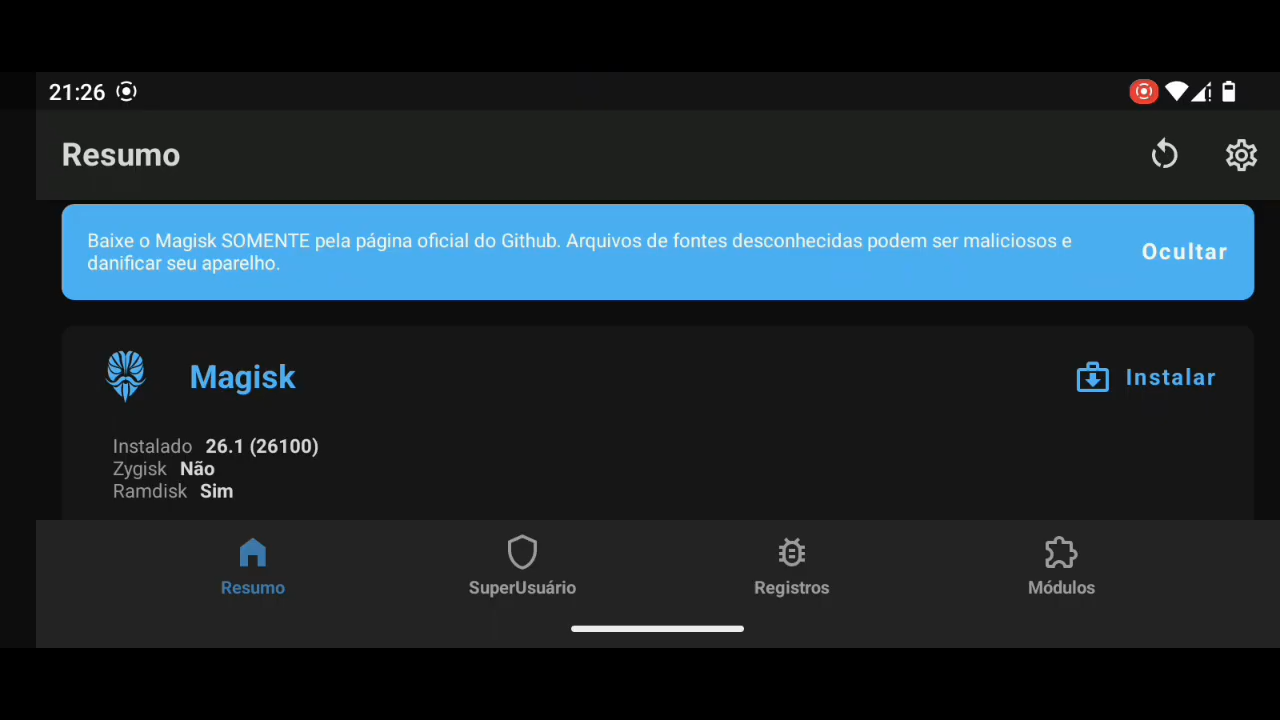 21:26
Resumo
Baixe o Magisk SOMENTE pela página oficial do Github. Arquivos de fontes desconhecidas podem ser maliciosos e
danificar seu aparelho.
Ocultar
Magisk
Instalar
Instalado 26.1 (26100)
Zygisk Não
Ramdisk Sim
Resumo
SuperUsuário
Registros
Módulos